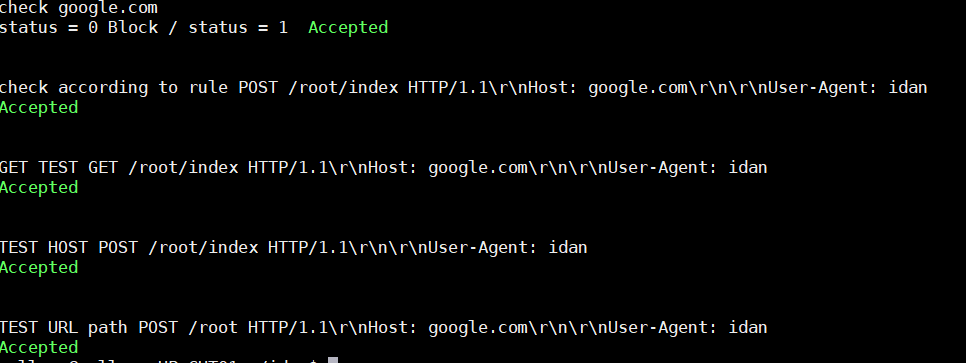 check google.com
status = 0 Block / status = 1  Accepted
check according to rule POST /root/index HTTP/1.1\r\nHost: google.com\r\n\r\nUser-Agent: idan
Accepted
GET TEST GET /root/index HTTP/1.1\r\nHost: google.com\r\n\r\nUser-Agent: idan
Accepted
TEST HOST POST /root/index HTTP/1.1\r\n\r\nUser-Agent: idan
Accepted
TEST URL path POST /root HTTP/1.1\r\nHost: google.com\r\n\r\nUser-Agent: idan
Accepted